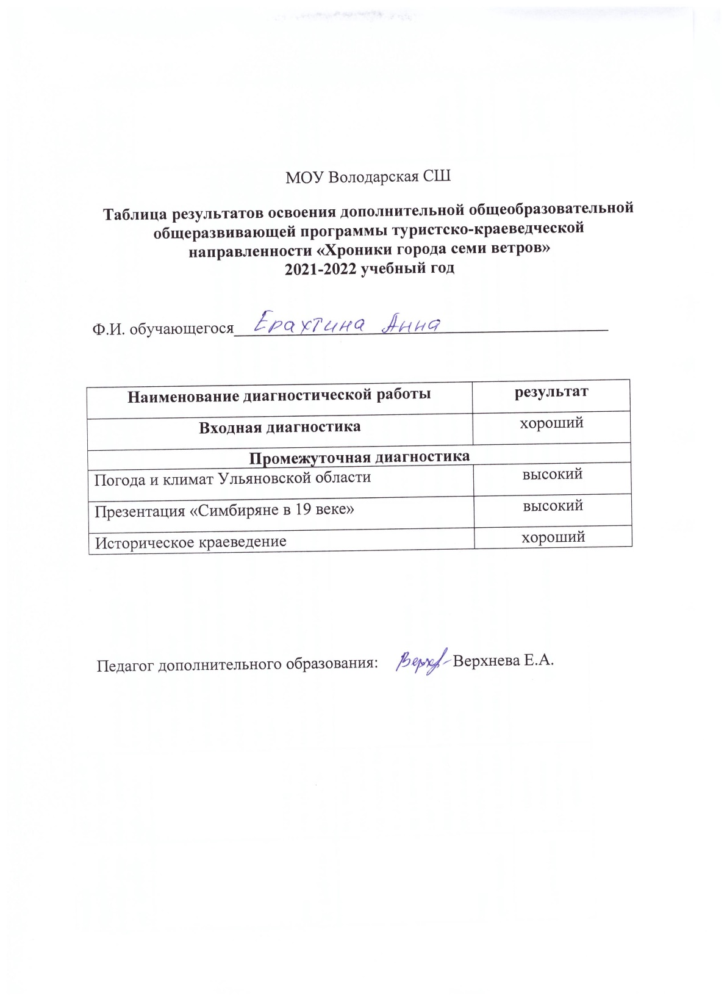 МОУ Володарская СШ
Таблица результатов освоения дополнительной общеобразовательной
общеразвивающей программы туристско-краеведческой
направленности «Хроники города семи ветров»
2021-2022 учебный год
Ф.И. обучающегося Ерахтина Анна
Наименование диагностической работы результат
Входная диагностика хороший
Промежуточная диагностика
Погода и климат Ульяновской области высокий
Презентация «Симбиряне в 19 веке» высокий
Историческое краеведение хороший
Педагог дополнительного образования: Верхнева Е.А.